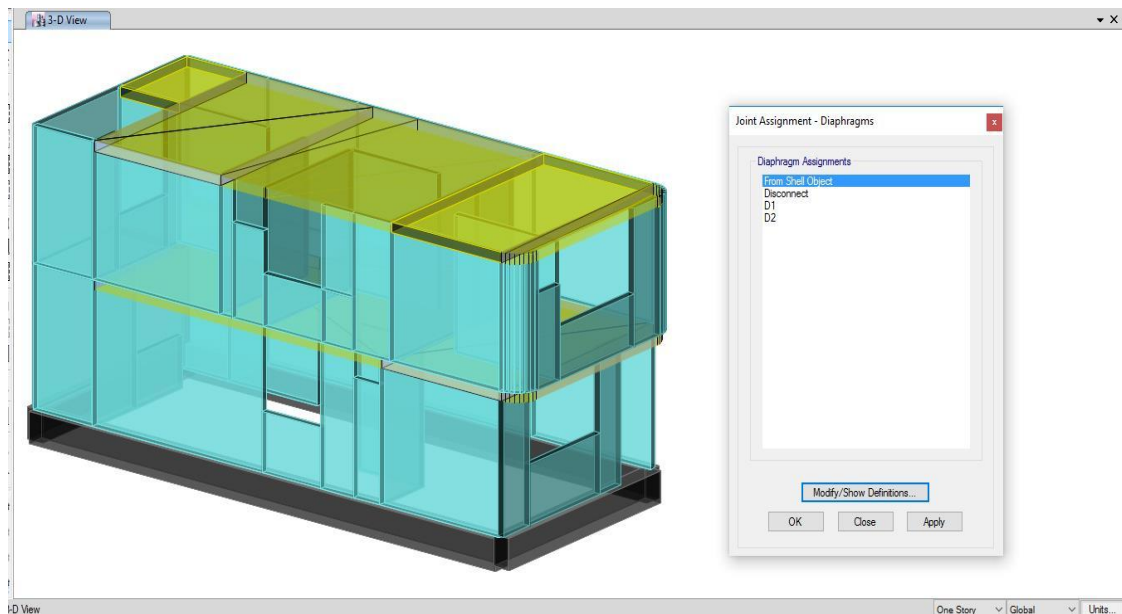 3-D View
Joint Assignment - Diaphragms
x
Diaphragm Assignments
From Shell Object
Disconnect
D1
D2
Modify/Show Definitions...
OK
Close
Apply
3-D View
One Story
Global
Units...